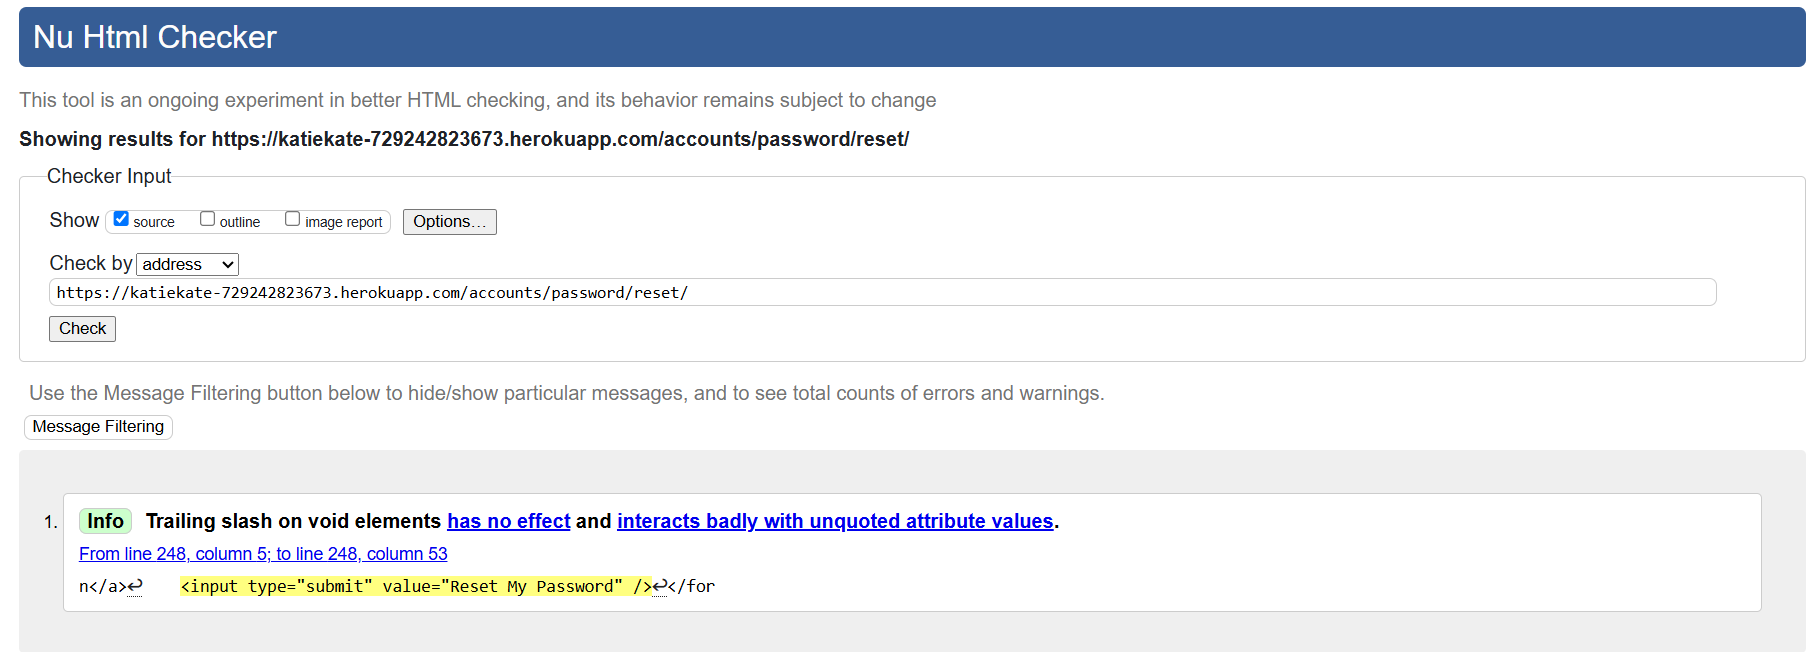 Nu Html Checker
This tool is an ongoing experiment in better HTML checking, and its behavior remains subject to change
Showing results for https://katiekate-729242823673.herokuapp.com/accounts/password/reset/
Checker Input
Show source outline image report Options...
Check by address
https://katiekate-729242823673.herokuapp.com/accounts/password/reset/
Check
Use the Message Filtering button below to hide/show particular messages, and to see total counts of errors and warnings.
Message Filtering
1. Info Trailing slash on void elements has no effect and interacts badly with unquoted attribute values.
From line 248, column 5; to line 248, column 53
n</a>↩ <input type="submit" value="Reset My Password" />↩</for